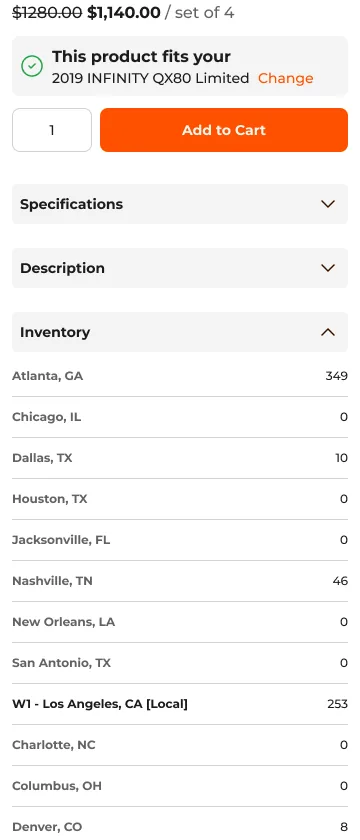 $1280.00 $1,140.00 / set of 4
This product fits your
2019 INFINITY QX80 Limited Change
1 Add to Cart
Specifications
Description
Inventory
Atlanta, GA 349
Chicago, IL 0
Dallas, TX 10
Houston, TX 0
Jacksonville, FL 0
Nashville, TN 46
New Orleans, LA 0
San Antonio, TX 0
W1 - Los Angeles, CA [Local] 253
Charlotte, NC 0
Columbus, OH 0
Denver, CO 8